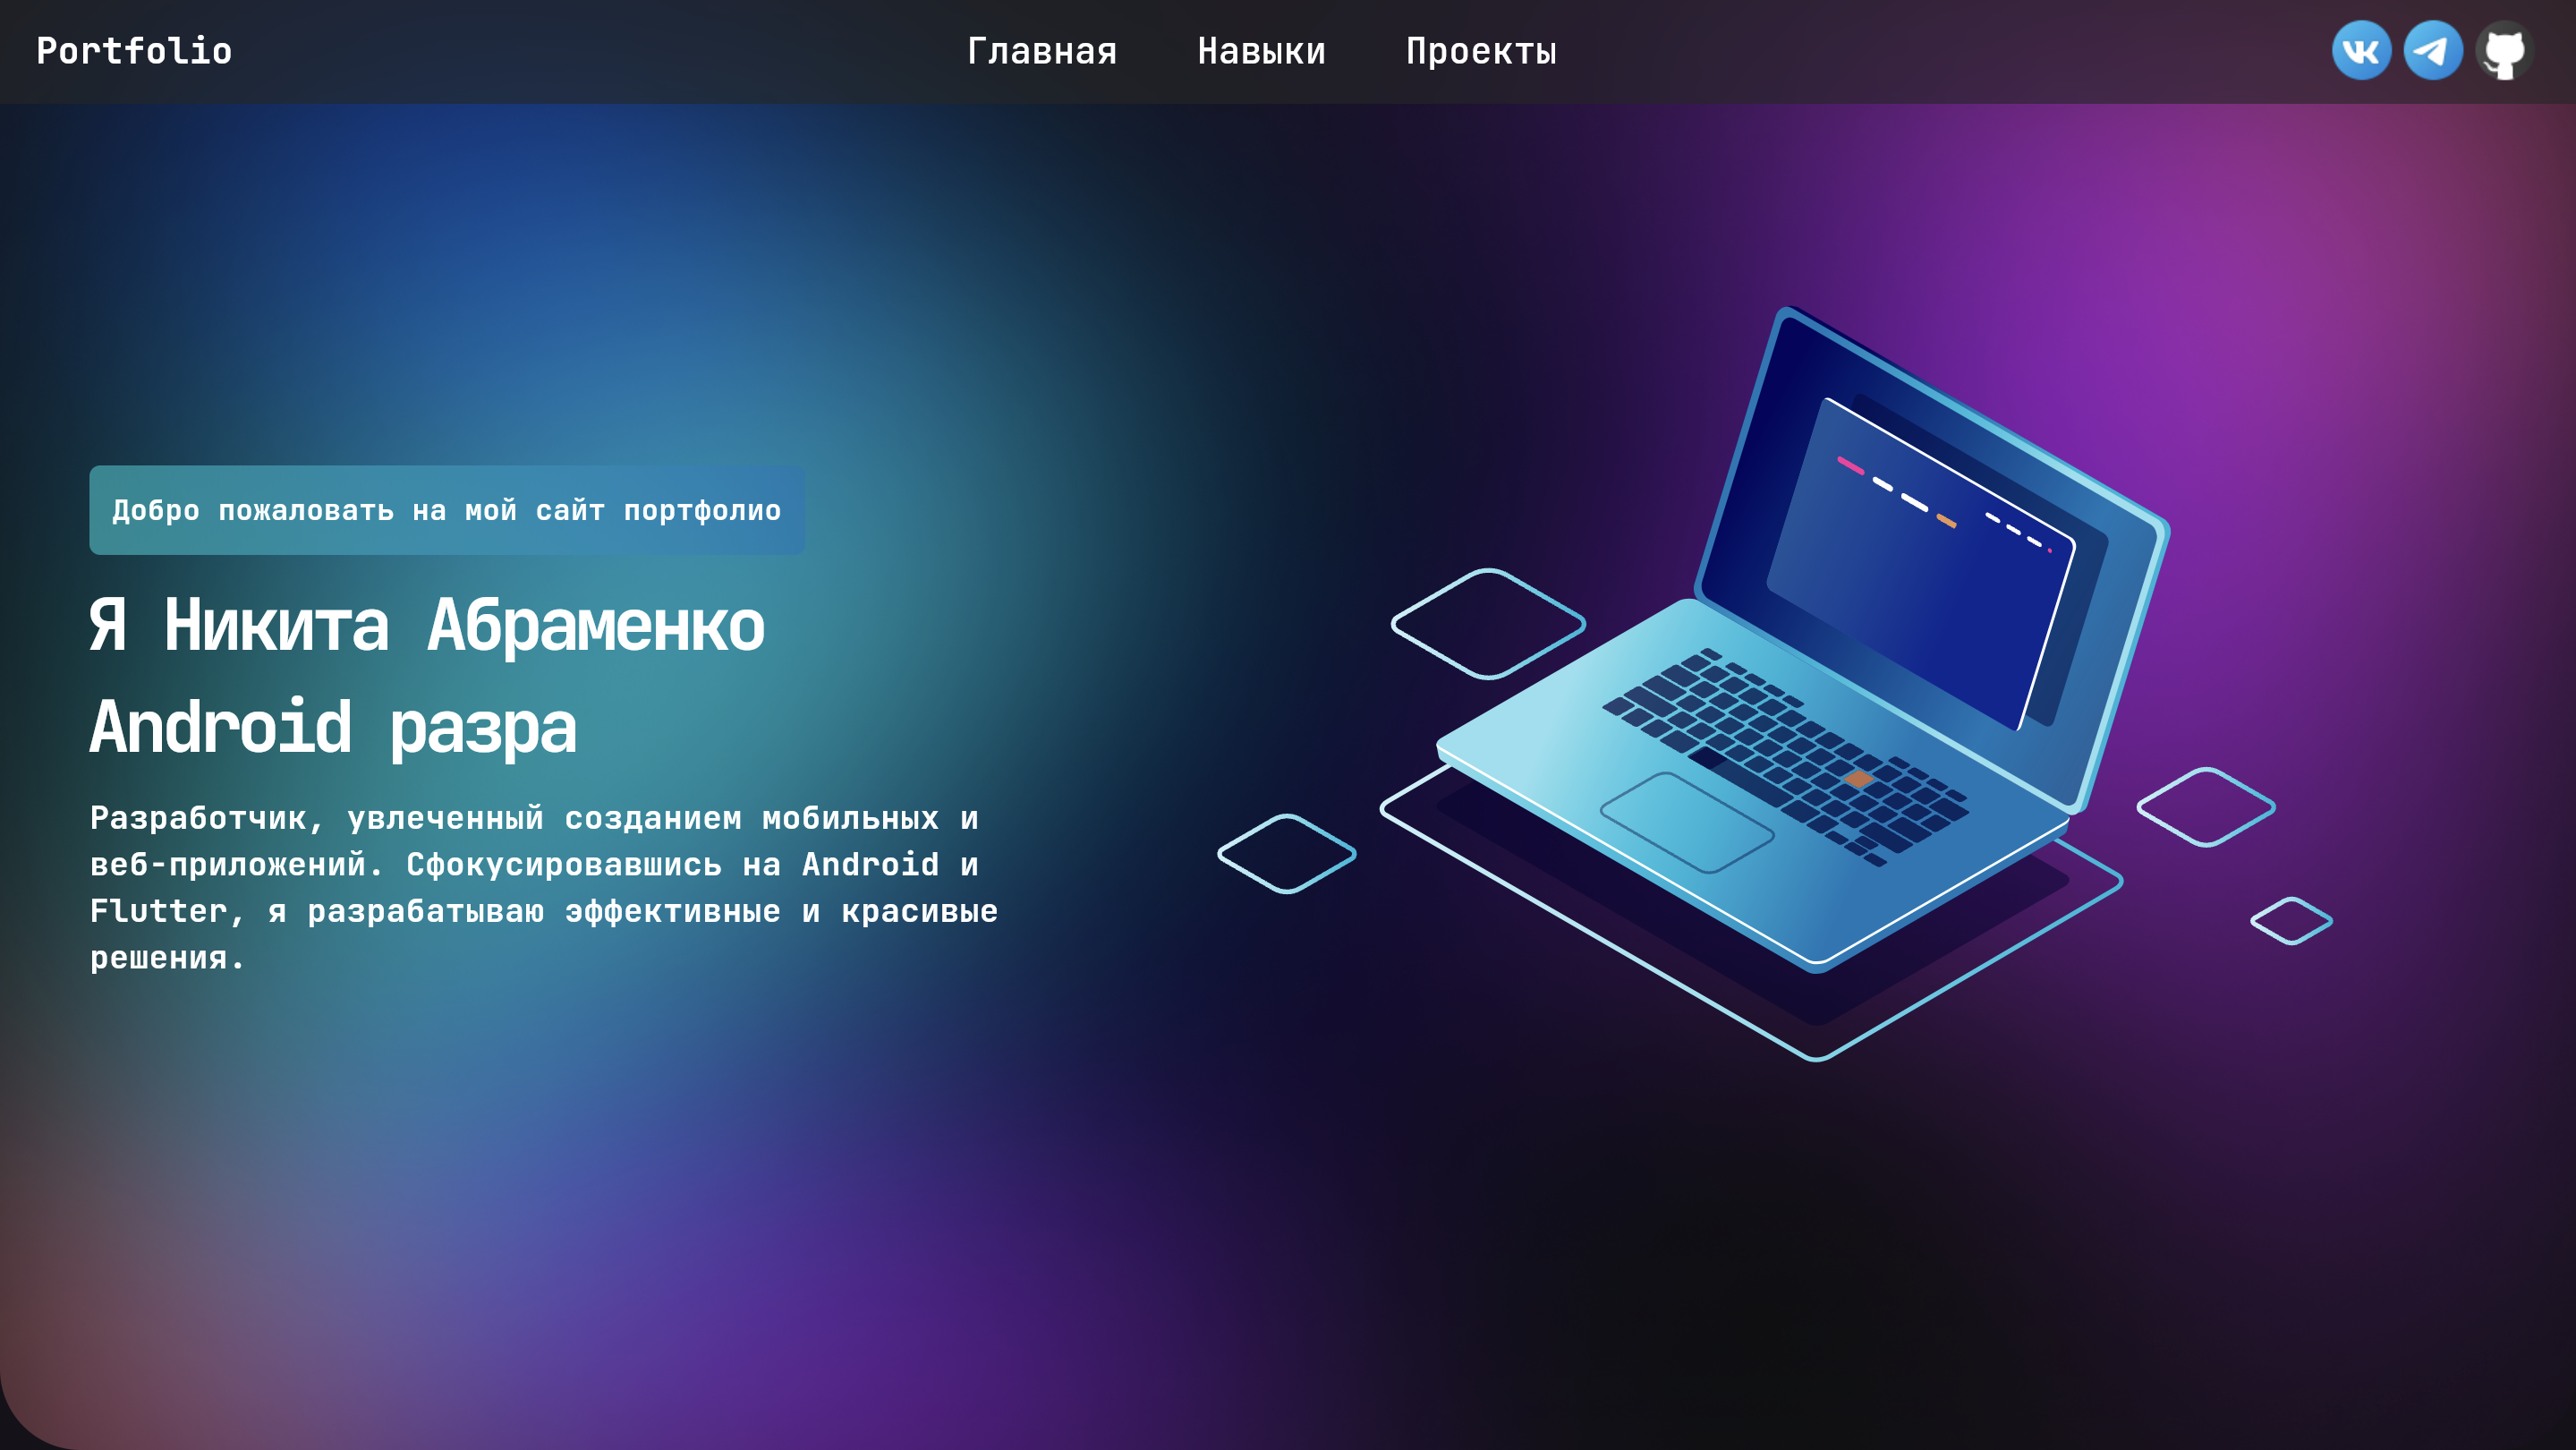 Portfolio
Главная
Навыки
Проекты
Добро пожаловать на мой сайт портфолио
Я Никита Абраменко
Android разра
Разработчик, увлеченный созданием мобильных и
веб-приложений. Сфокусировавшись на Android и
Flutter, я разрабатываю эффективные и красивые
решения.